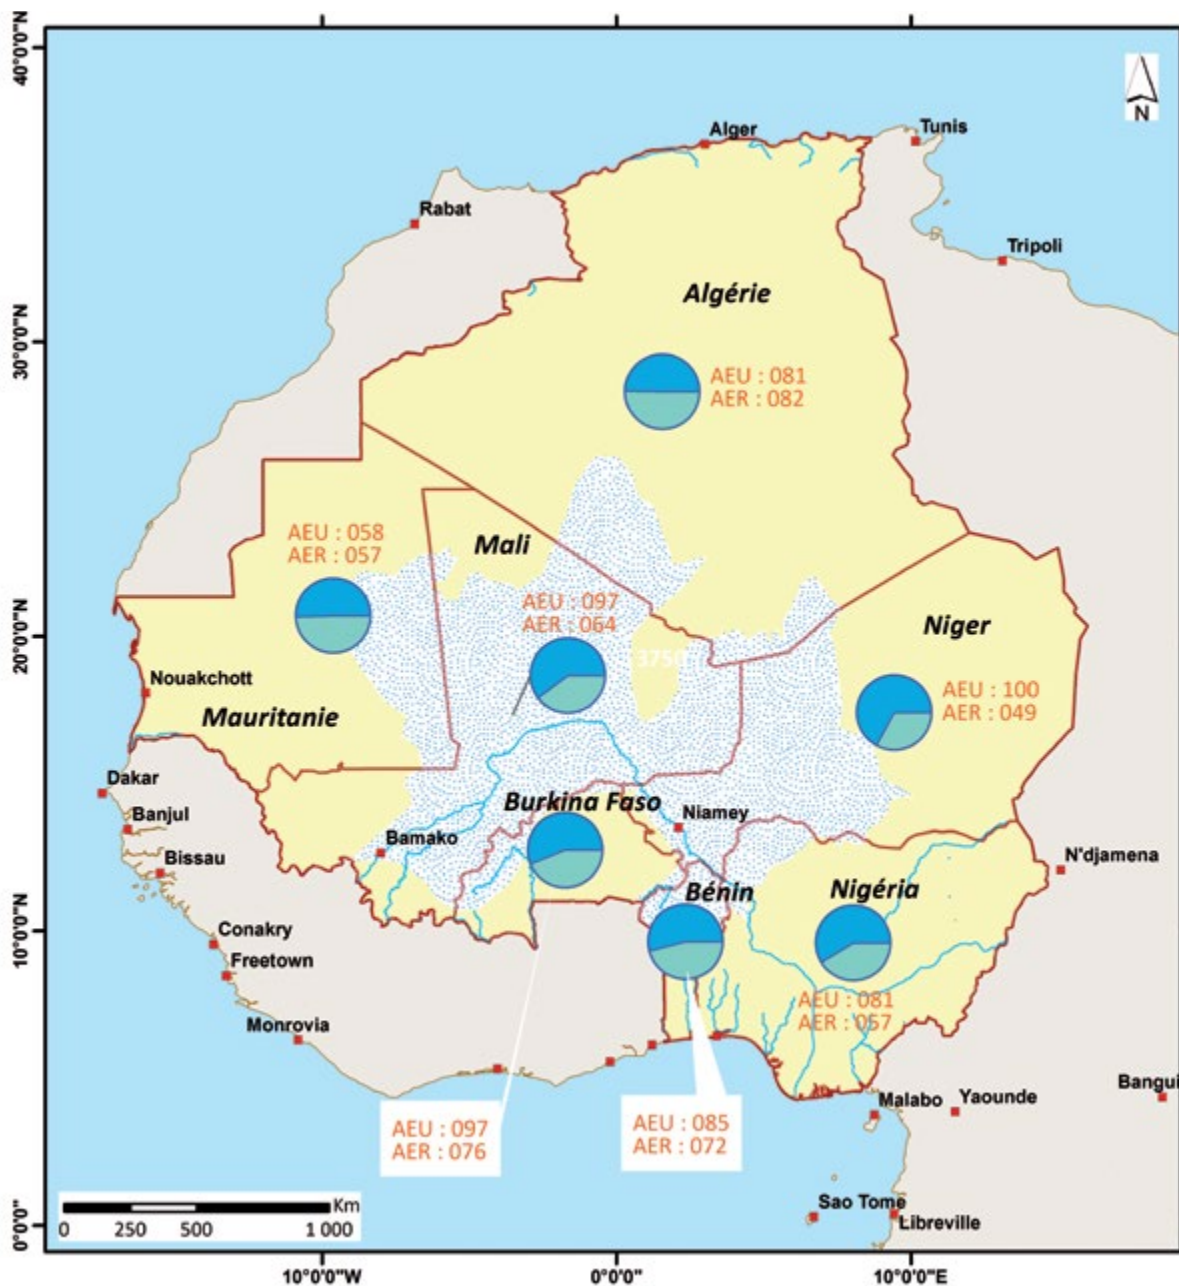 40°0'0"N
30°0'0"N
20°0'0"N
10°0'0"N
0°0'0"
N
Alger
Tunis
Rabat
Tripoli
Algérie
AEU : 081
AER : 082
AEU : 058
AER : 057
Mali
AEU : 097
AER : 064
3750
Niger
AEU : 100
AER : 049
Nouakchott
Mauritanie
Dakar
Banjul
Bissau
Bamako
Burkina Faso
Niamey
N'djamena
Bénin
Nigéria
Conakry
Freetown
Monrovia
AEU : 081
AER : 057
AEU : 097
AER : 076
AEU : 085
AER : 072
Malabo
Yaounde
Bangui
Sao Tome
Libreville
Km
0 250 500 1 000
10°0'0"W 0°0'0" 10°0'0"E